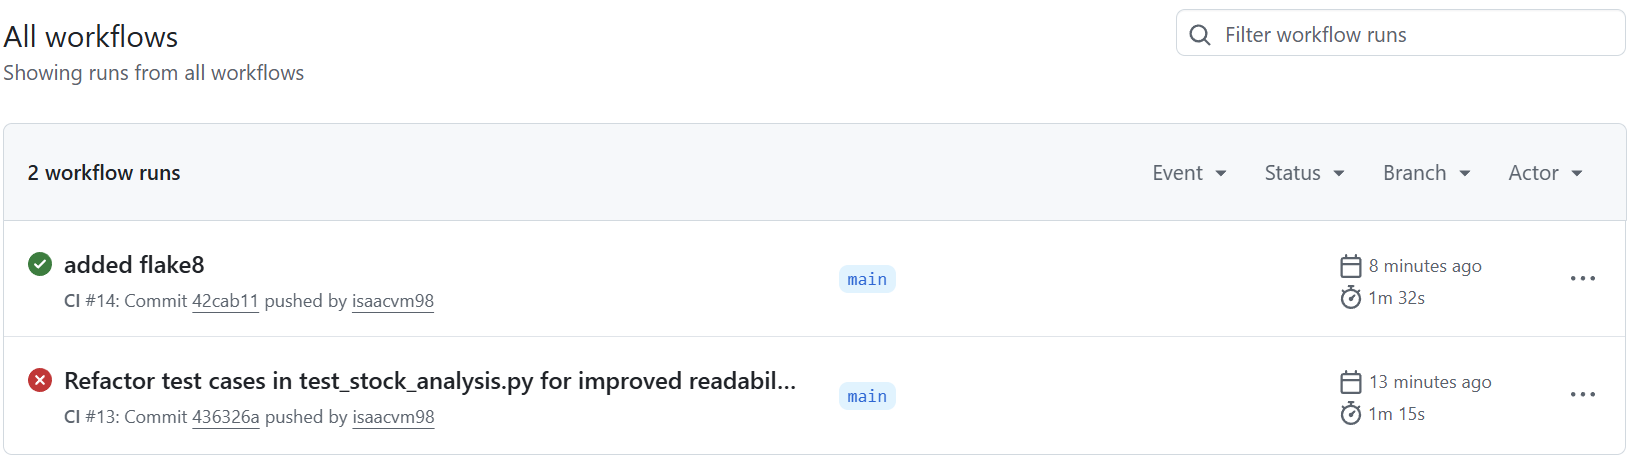 All workflows
Showing runs from all workflows
Filter workflow runs
2 workflow runs
Event
Status
Branch
Actor
added flake8
CI #14: Commit 42cab11 pushed by isaacvm98
main
8 minutes ago
1m 32s
Refactor test cases in test_stock_analysis.py for improved readabil...
CI #13: Commit 436326a pushed by isaacvm98
main
13 minutes ago
1m 15s